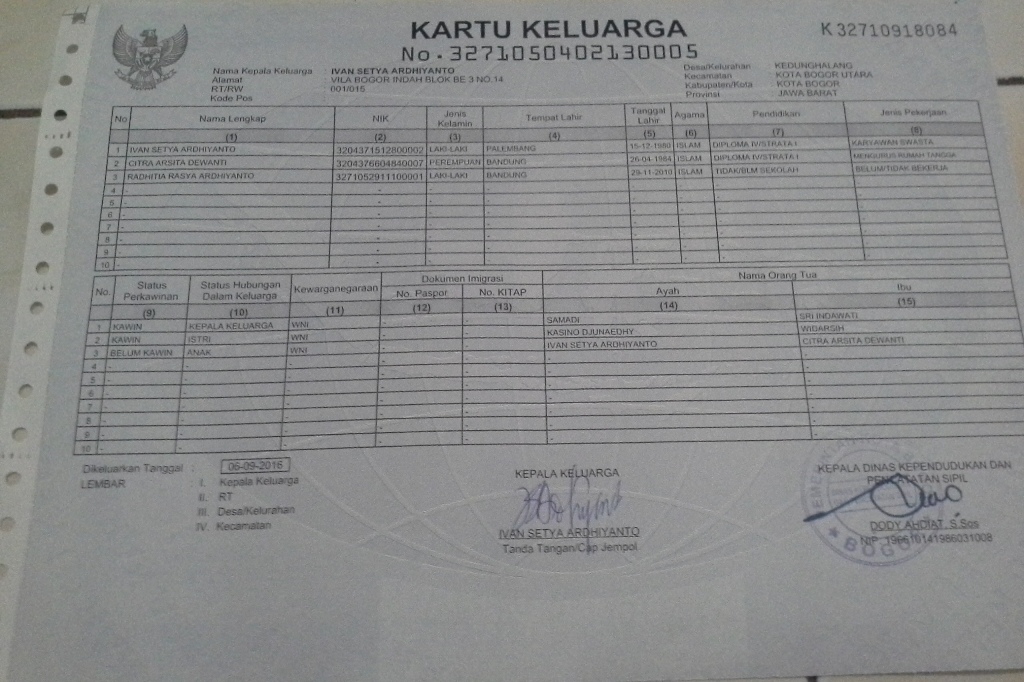 KARTU KELUARGA
No. 3271050402130005
K 32710918084
Nama Kepala Keluarga : IVAN SETYA ARDHIYANTO
Alamat : VILA BOGOR INDAH BLOK BE 3 NO.14
RT/RW : 001/015
Kode Pos :
Desa/Kelurahan : KEDUNGHALANG
Kecamatan : KOTA BOGOR UTARA
Kabupaten/Kota : KOTA BOGOR
Provinsi : JAWA BARAT
No Nama Lengkap NIK Jenis Kelamin Tempat Lahir Tanggal Lahir Agama Pendidikan Jenis Pekerjaan
(1) (2) (3) (4) (5) (6) (7) (8)
1 IVAN SETYA ARDHIYANTO 3204371512800002 LAKI-LAKI PALEMBANG 15-12-1980 ISLAM DIPLOMA IV/STRATA I KARYAWAN SWASTA
2 CITRA ARSITA DEWANTI 3204376604840007 PEREMPUAN BANDUNG 26-04-1984 ISLAM DIPLOMA IV/STRATA I MENGURUS RUMAH TANGGA
3 RADHITIA RASYA ARDHIYANTO 3271052911100001 LAKI-LAKI BANDUNG 29-11-2010 ISLAM TIDAK/BLM SEKOLAH BELUM/TIDAK BEKERJA
4 - - - - - - - -
5 - - - - - - - -
6 - - - - - - - -
7 - - - - - - - -
8 - - - - - - - -
9 - - - - - - - -
10 - - - - - - - -
No. Status Perkawinan Status Hubungan Dalam Keluarga Kewarganegaraan Dokumen Imigrasi Nama Orang Tua
No. Paspor No. KITAP Ayah Ibu
(9) (10) (11) (12) (13) (14) (15)
1 KAWIN KEPALA KELUARGA WNI - - SAMADI SRI INDAWATI
2 KAWIN ISTRI WNI - - KASINO DJUNAEDHY WIDARSIH
3 BELUM KAWIN ANAK WNI - - IVAN SETYA ARDHIYANTO CITRA ARSITA DEWANTI
4 - - - - - - -
5 - - - - - - -
6 - - - - - - -
7 - - - - - - -
8 - - - - - - -
9 - - - - - - -
10 - - - - - - -
Dikeluarkan Tanggal : 06-09-2016
LEMBAR : I. Kepala Keluarga
II. RT
III. Desa/Kelurahan
IV. Kecamatan
KEPALA KELUARGA
IVAN SETYA ARDHIYANTO
Tanda Tangan/Cap Jempol
KEPALA DINAS KEPENDUDUKAN DAN
PENCATATAN SIPIL
DODY AHDIAT, S.Sos
NIP. 196610141986031008
BOGOR